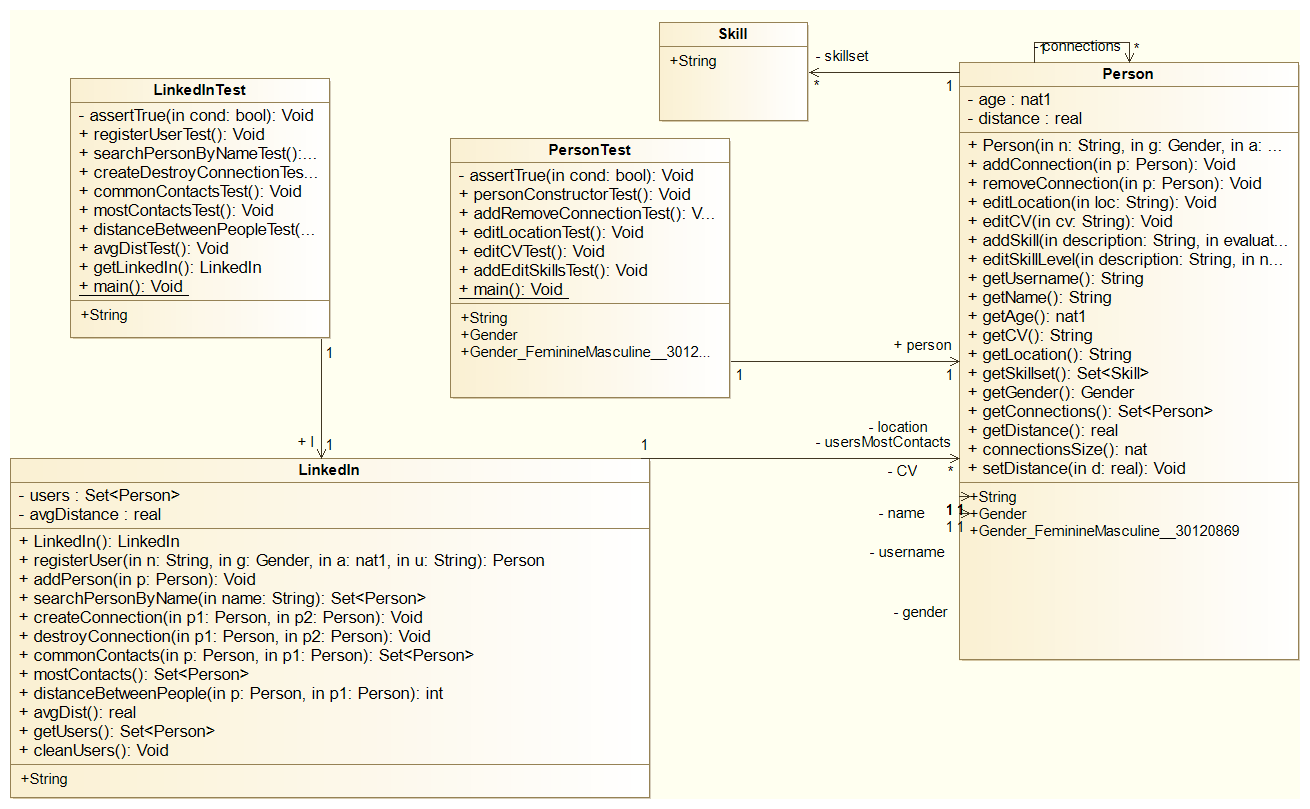 Skill
+String
- skillset
*
1
- connections
1
*
LinkedInTest
- assertTrue(in cond: bool): Void
+ registerUserTest(): Void
+ searchPersonByNameTest():...
+ createDestroyConnectionTes...
+ commonContactsTest(): Void
+ mostContactsTest(): Void
+ distanceBetweenPeopleTest(...
+ avgDistTest(): Void
+ getLinkedIn(): LinkedIn
+ main(): Void
+String
1
+ l
1
PersonTest
- assertTrue(in cond: bool): Void
+ personConstructorTest(): Void
+ addRemoveConnectionTest(): V...
+ editLocationTest(): Void
+ editCVTest(): Void
+ addEditSkillsTest(): Void
+ main(): Void
+String
+Gender
+Gender_FeminineMasculine__3012...
1
+ person
1
Person
- age : nat1
- distance : real
+ Person(in n: String, in g: Gender, in a: ...
+ addConnection(in p: Person): Void
+ removeConnection(in p: Person): Void
+ editLocation(in loc: String): Void
+ editCV(in cv: String): Void
+ addSkill(in description: String, in evaluat...
+ editSkillLevel(in description: String, in n...
+ getUsername(): String
+ getName(): String
+ getAge(): nat1
+ getCV(): String
+ getLocation(): String
+ getSkillset(): Set<Skill>
+ getGender(): Gender
+ getConnections(): Set<Person>
+ getDistance(): real
+ connectionsSize(): nat
+ setDistance(in d: real): Void
+String
+Gender
+Gender_FeminineMasculine__30120869
1
- location
- usersMostContacts
- CV
*
- name
1 1
1 1
- username
- gender
LinkedIn
- users : Set<Person>
- avgDistance : real
+ LinkedIn(): LinkedIn
+ registerUser(in n: String, in g: Gender, in a: nat1, in u: String): Person
+ addPerson(in p: Person): Void
+ searchPersonByName(in name: String): Set<Person>
+ createConnection(in p1: Person, in p2: Person): Void
+ destroyConnection(in p1: Person, in p2: Person): Void
+ commonContacts(in p: Person, in p1: Person): Set<Person>
+ mostContacts(): Set<Person>
+ distanceBetweenPeople(in p: Person, in p1: Person): int
+ avgDist(): real
+ getUsers(): Set<Person>
+ cleanUsers(): Void
+String